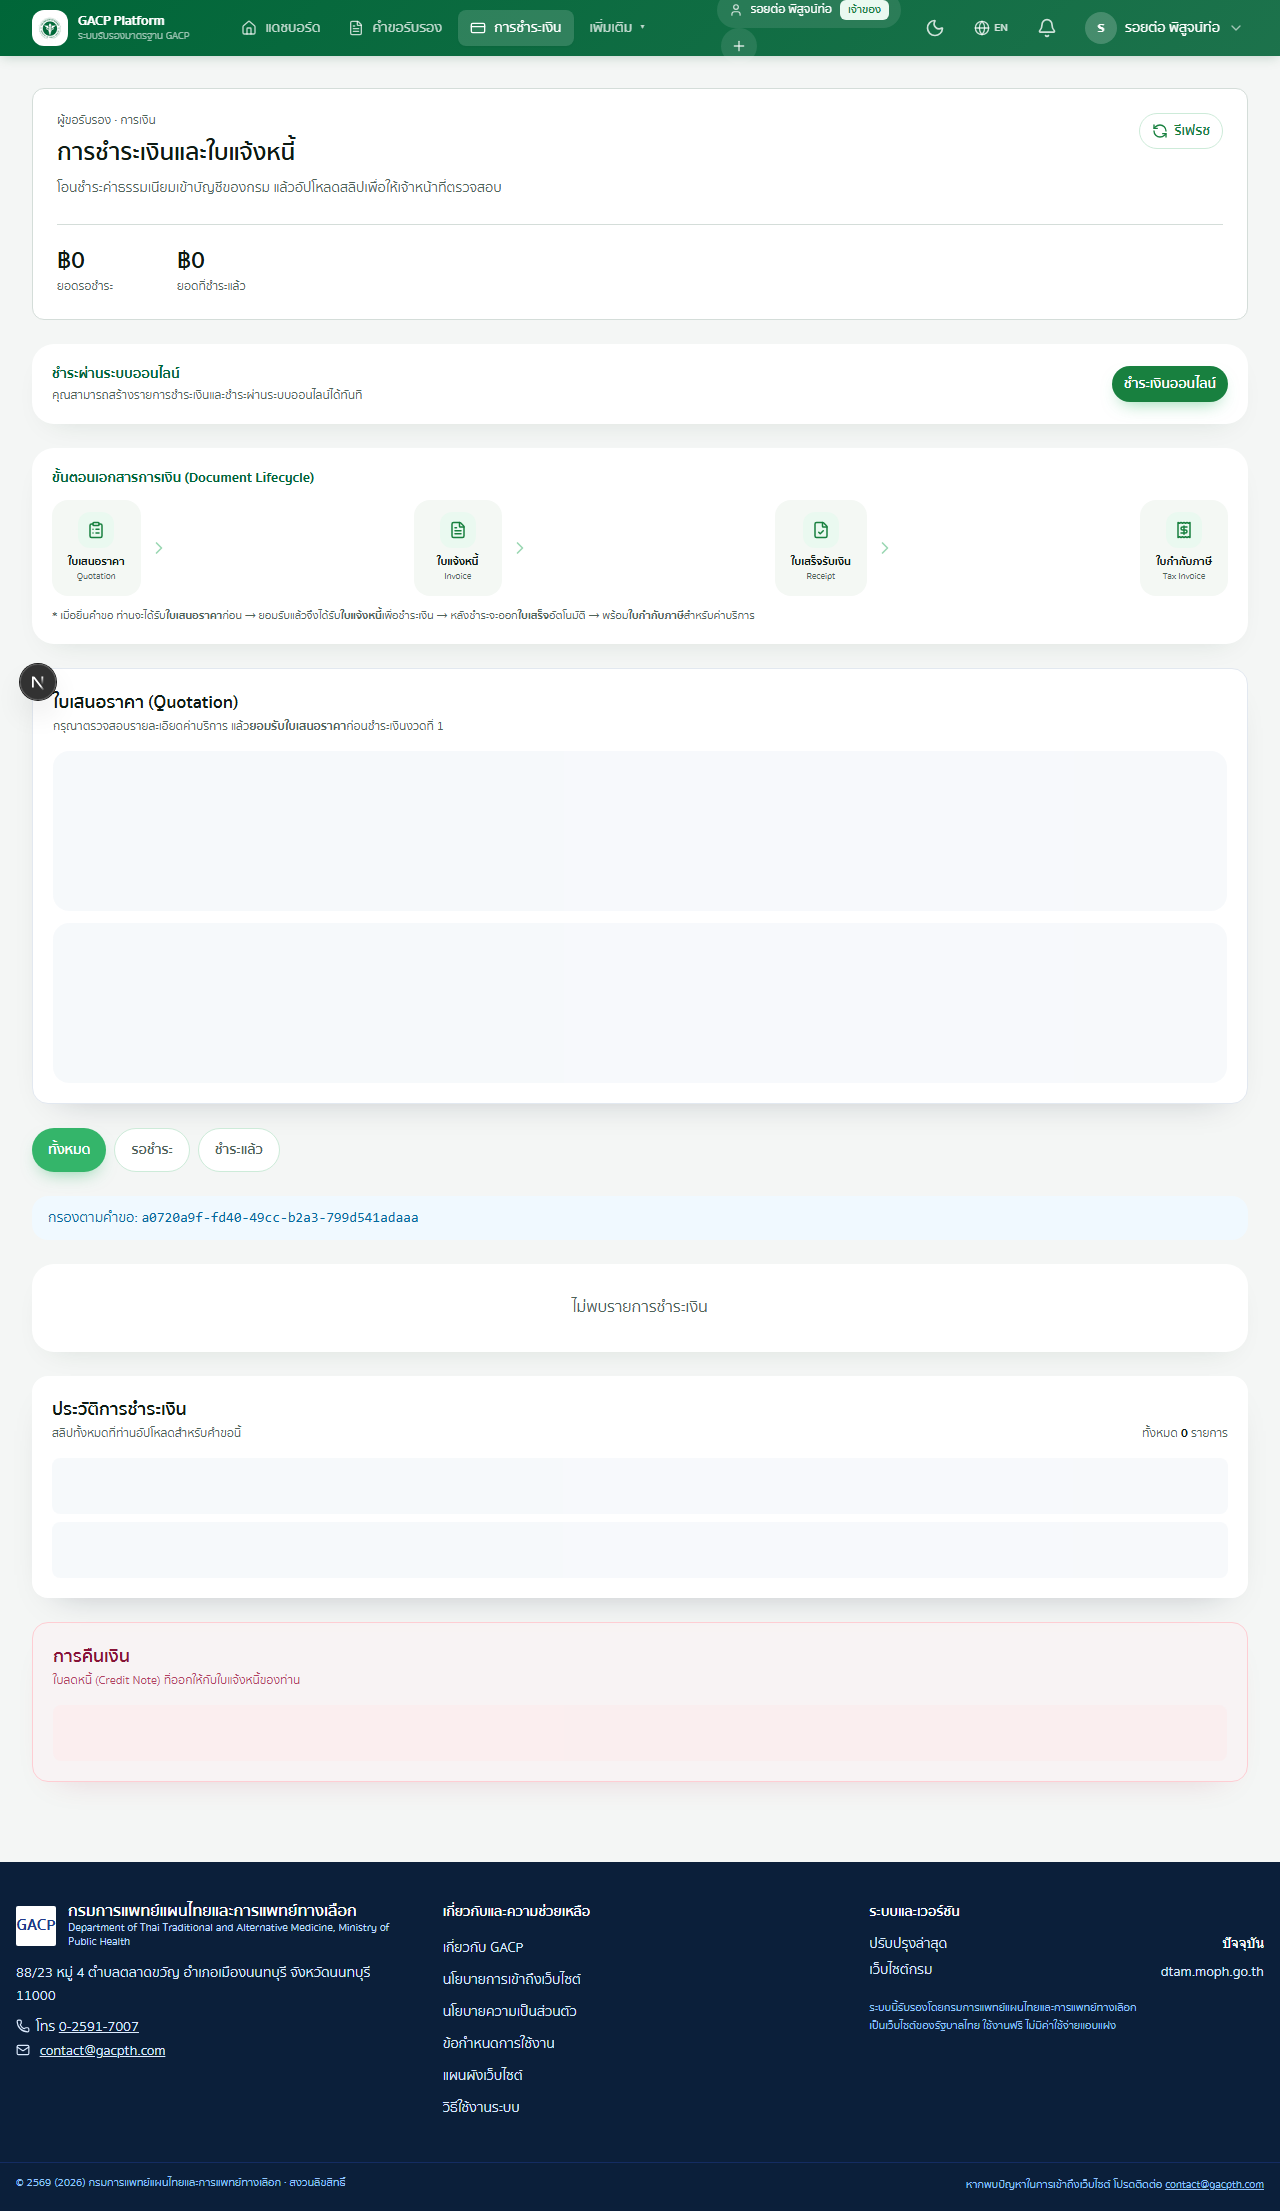 GACP Platform
ระบบรับรองมาตรฐาน GACP
แดชบอร์ด
คำขอรับรอง
การชำระเงิน
เพิ่มเติม
รอยต่อ พิสูจน์ท่อ
เจ้าของ
EN
S
รอยต่อ พิสูจน์ท่อ
ผู้ขอรับรอง · การเงิน
การชำระเงินและใบแจ้งหนี้
โอนชำระค่าธรรมเนียมเข้าบัญชีของกรม แล้วอัปโหลดสลิปเพื่อให้เจ้าหน้าที่ตรวจสอบ
รีเฟรช
฿0
ยอดรอชำระ
฿0
ยอดที่ชำระแล้ว
ชำระผ่านระบบออนไลน์
คุณสามารถสร้างรายการชำระเงินและชำระผ่านระบบออนไลน์ได้ทันที
ชำระเงินออนไลน์
ขั้นตอนเอกสารการเงิน (Document Lifecycle)
ใบเสนอราคา
Quotation
ใบแจ้งหนี้
Invoice
ใบเสร็จรับเงิน
Receipt
ใบกำกับภาษี
Tax Invoice
* เมื่อยื่นคำขอ ท่านจะได้รับใบเสนอราคาก่อน → ยอมรับแล้วจึงได้รับใบแจ้งหนี้เพื่อชำระเงิน → หลังชำระจะออกใบเสร็จอัตโนมัติ → พร้อมใบกำกับภาษีสำหรับค่าบริการ
N
ใบเสนอราคา (Quotation)
กรุณาตรวจสอบรายละเอียดค่าบริการ แล้วยอมรับใบเสนอราคาก่อนชำระเงินงวดที่ 1
ทั้งหมด
รอชำระ
ชำระแล้ว
กรองตามคำขอ: a0720a9f-fd40-49cc-b2a3-799d541adaaa
ไม่พบรายการชำระเงิน
ประวัติการชำระเงิน
สลิปทั้งหมดที่ท่านอัปโหลดสำหรับคำขอนี้
ทั้งหมด 0 รายการ
การคืนเงิน
ใบลดหนี้ (Credit Note) ที่ออกให้กับใบแจ้งหนี้ของท่าน
GACP
กรมการแพทย์แผนไทยและการแพทย์ทางเลือก
Department of Thai Traditional and Alternative Medicine, Ministry of
Public Health
88/23 หมู่ 4 ตำบลตลาดขวัญ อำเภอเมืองนนทบุรี จังหวัดนนทบุรี
11000
โทร 0-2591-7007
contact@gacpth.com
เกี่ยวกับและความช่วยเหลือ
เกี่ยวกับ GACP
นโยบายการเข้าถึงเว็บไซต์
นโยบายความเป็นส่วนตัว
ข้อกำหนดการใช้งาน
แผนผังเว็บไซต์
วิธีใช้งานระบบ
ระบบและเวอร์ชัน
ปรับปรุงล่าสุด
ปัจจุบัน
เว็บไซต์กรม
dtam.moph.go.th
ระบบนี้รับรองโดยกรมการแพทย์แผนไทยและการแพทย์ทางเลือก
เป็นเว็บไซต์ของรัฐบาลไทย ใช้งานฟรี ไม่มีค่าใช้จ่ายแอบแฝง
© 2569 (2026) กรมการแพทย์แผนไทยและการแพทย์ทางเลือก · สงวนลิขสิทธิ์
หากพบปัญหาในการเข้าถึงเว็บไซต์ โปรดติดต่อ contact@gacpth.com